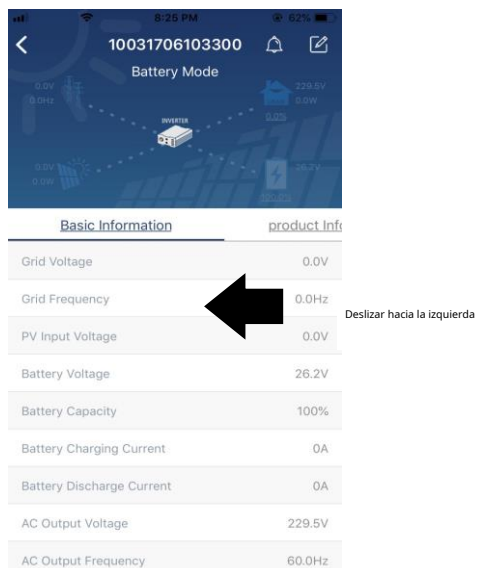 8:25 PM
62%
10031706103300
Battery Mode
0.0V
0.0Hz
229.5V
0.0W
0.0%
INVERTER
0.0V
0.0W
26.2V
Basic Information
product Info
Grid Voltage
0.0V
Grid Frequency
0.0Hz
Deslizar hacia la izquierda
PV Input Voltage
0.0V
Battery Voltage
26.2V
Battery Capacity
100%
Battery Charging Current
0A
Battery Discharge Current
0A
AC Output Voltage
229.5V
AC Output Frequency
60.0Hz